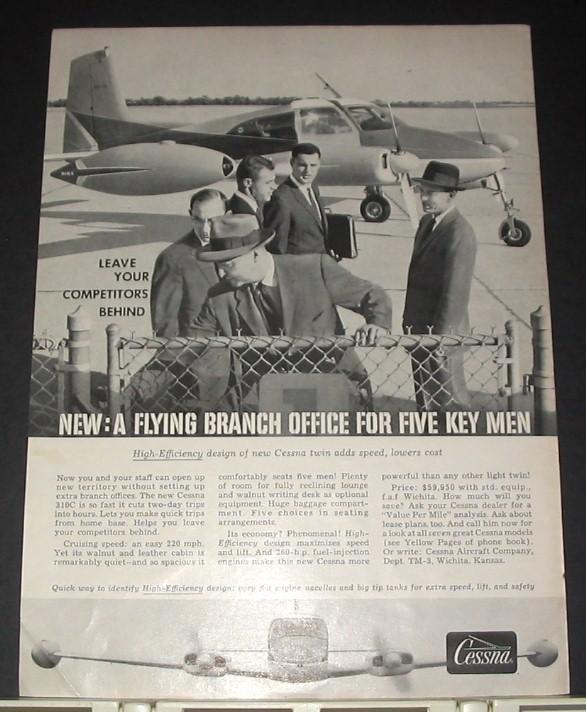 LEAVE
YOUR
COMPETITORS
BEHIND
NEW: A FLYING BRANCH OFFICE FOR FIVE KEY MEN
High-Efficiency design of new Cessna twin adds speed, lowers cost
Now you and your staff can open
new territory without setting up
extra branch offices. The new Cessna
310C is so fast it cuts two-day trips
into hours. Lets you make quick trips
from home base. Helps you leave
your competitors behind.
Cruising speed: an easy 220 mph.
Yet its walnut and leather cabin is
remarkably quiet—and so spacious it
comfortably seats five men! Plenty
of room for fully reclining lounge
and walnut writing desk as optional
equipment. Huge baggage compart-
ment. Five choices in seating
arrangements.
Its economy? Phenomenal! High-
Efficiency design maximizes speed
and lift. And 260-h.p. fuel-injection
engines make this new Cessna more
powerful than any other light twin!
Price: $59,950 with std. equip.,
f.a.f Wichita. How much will you
save? Ask your Cessna dealer for a
"Value Per Mile" analysis. Ask about
lease plans, too. And call him now for
a look at all seven great Cessna models
(see Yellow Pages of phone book).
Or write: Cessna Aircraft Company,
Dept. TM-3, Wichita, Kansas.
Quick way to identify High-Efficiency design: very flat engine nacelles and big tip tanks for extra speed, lift, and safety
Cessna